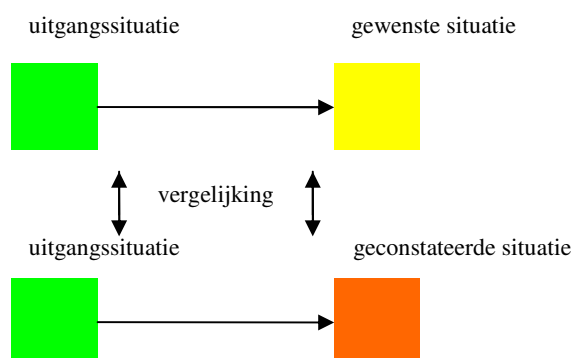 uitgangssituatie
gewenste situatie
vergelijking
uitgangssituatie
geconstateerde situatie